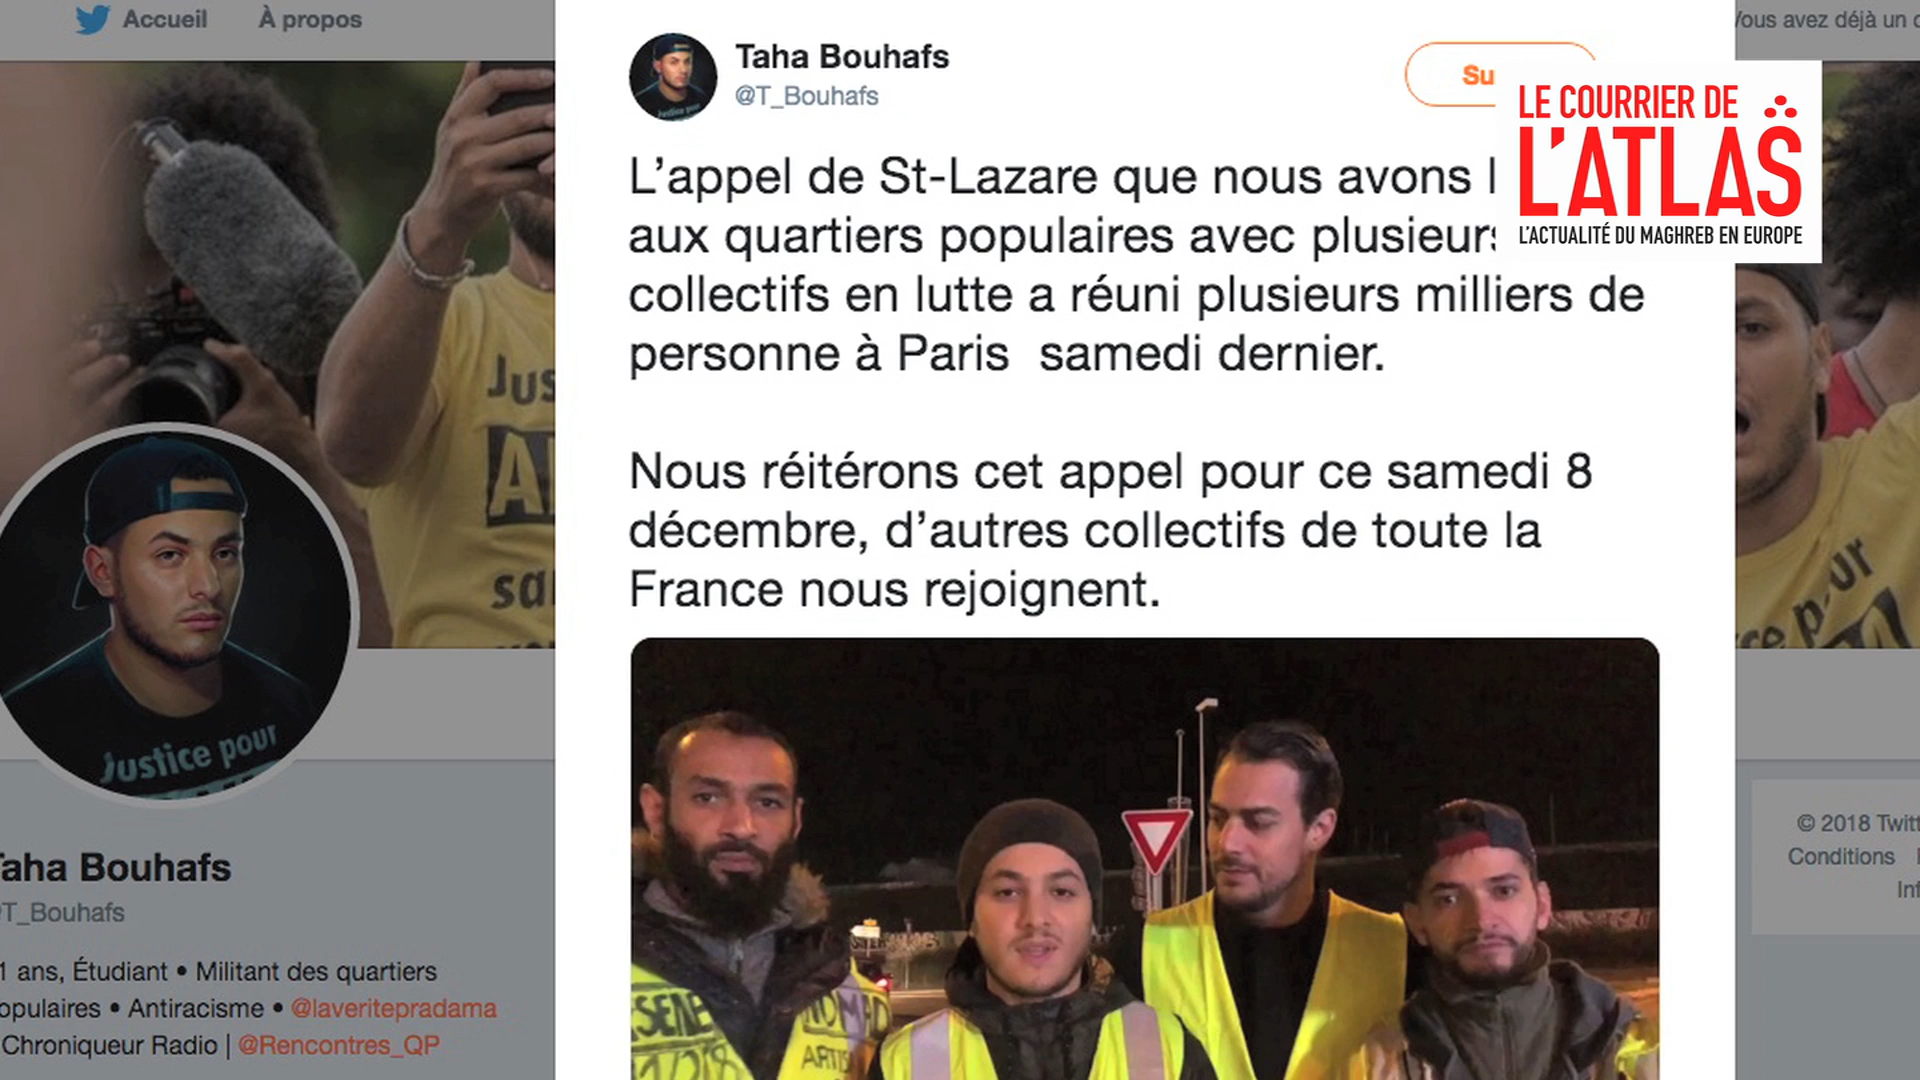 Accueil À propos
Vous avez déjà un
Taha Bouhafs
@T_Bouhafs
LE COURRIER DE
L'ATLAS
L'ACTUALITÉ DU MAGHREB EN EUROPE
L'appel de St-Lazare que nous avons
aux quartiers populaires avec plusieurs
collectifs en lutte a réuni plusieurs milliers de
personne à Paris samedi dernier.
Nous réitérons cet appel pour ce samedi 8
décembre, d'autres collectifs de toute la
France nous rejoignent.
Justice pour
Taha Bouhafs
@T_Bouhafs
1 ans, Étudiant • Militant des quartiers
opulaires • Antiracisme • @laveritepradama
Chroniqueur Radio | @Rencontres_QP
© 2018 Twitt
Conditions
NOMAD
ARTIS